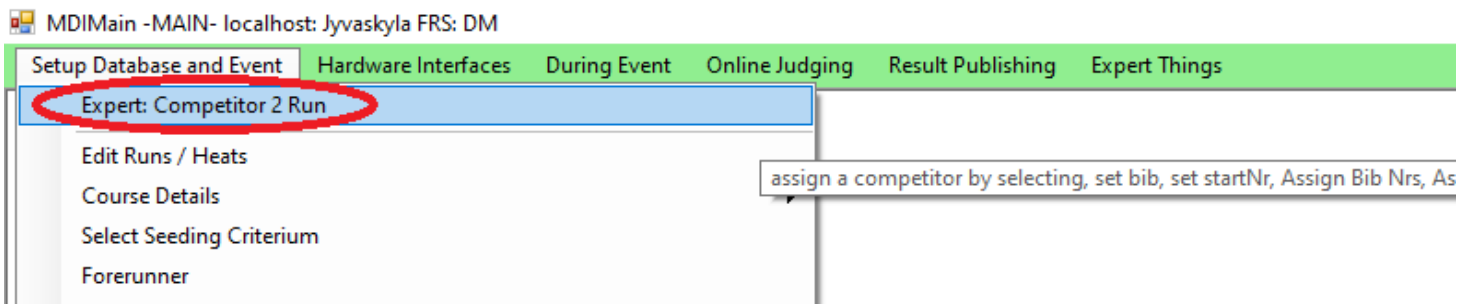 MDIMain -MAIN- localhost: Jyvaskyla FRS: DM
Setup Database and Event Hardware Interfaces During Event Online Judging Result Publishing Expert Things
Expert: Competitor 2 Run
Edit Runs / Heats
assign a competitor by selecting, set bib, set startNr, Assign Bib Nrs, As
Course Details
Select Seeding Criterium
Forerunner